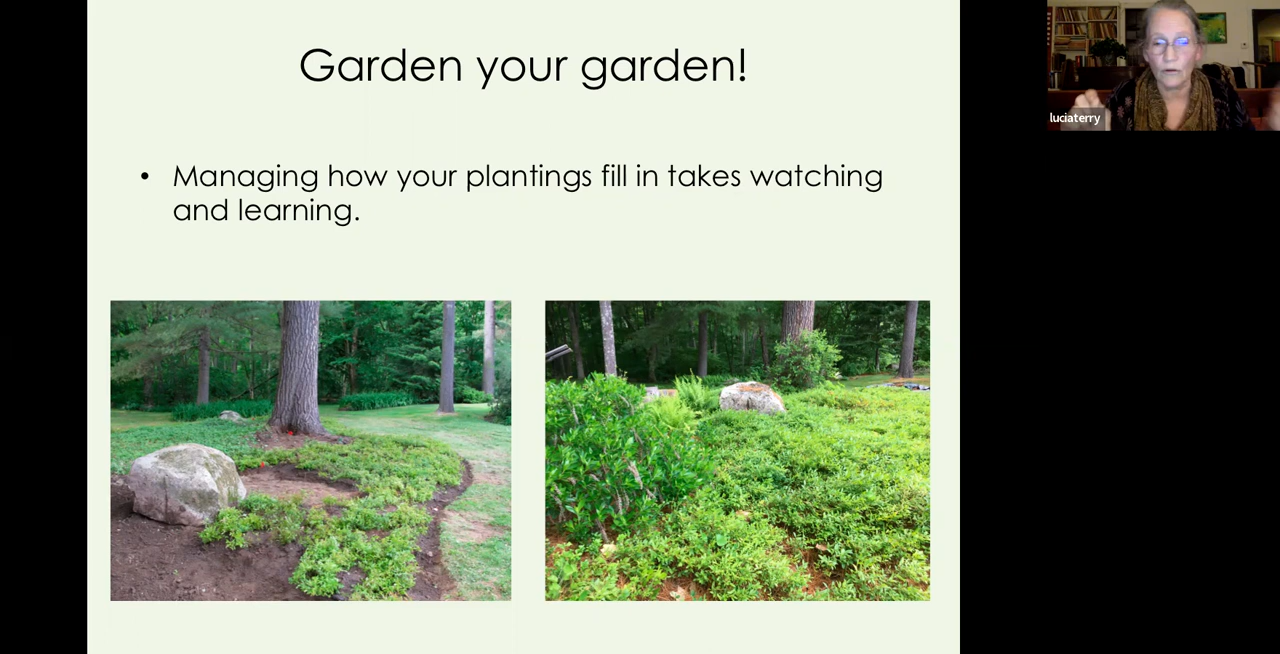 Garden your garden!
• Managing how your plantings fill in takes watching
and learning.
luciaterry